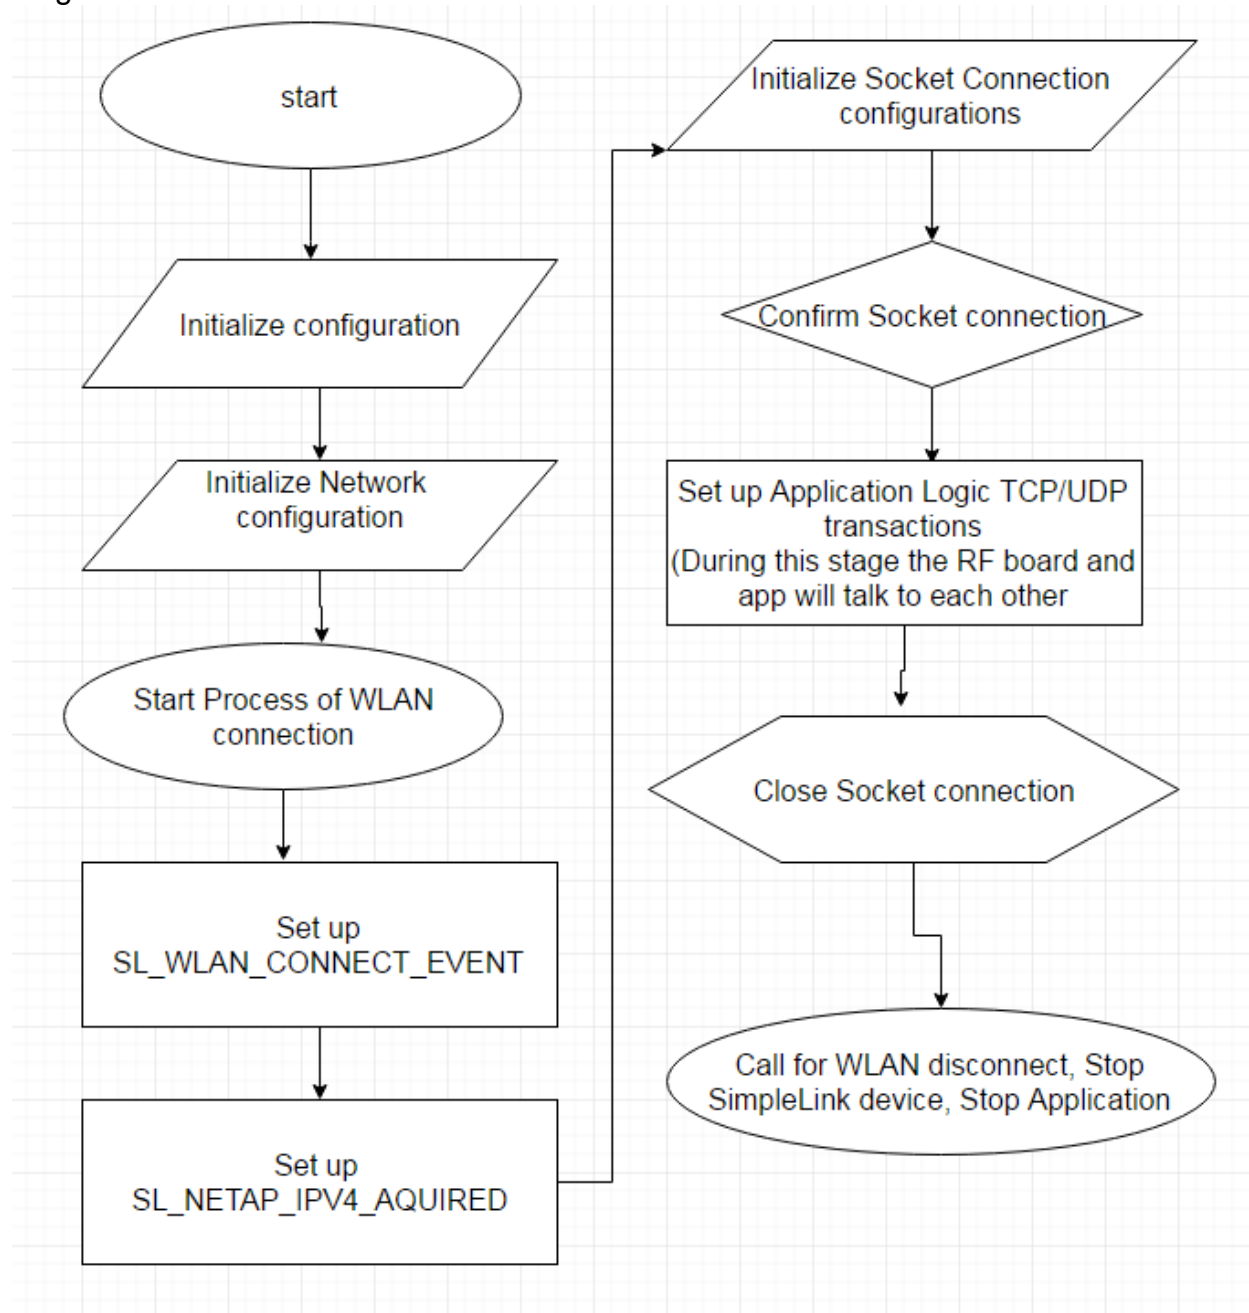 start
Initialize configuration
Initialize Network
configuration
Start Process of WLAN
connection
Set up
SL_WLAN_CONNECT_EVENT
Set up
SL_NETAP_IPV4_AQUIRED
Initialize Socket Connection
configurations
Confirm Socket connection
Set up Application Logic TCP/UDP
transactions
(During this stage the RF board and
app will talk to each other
Close Socket connection
Call for WLAN disconnect, Stop
SimpleLink device, Stop Application